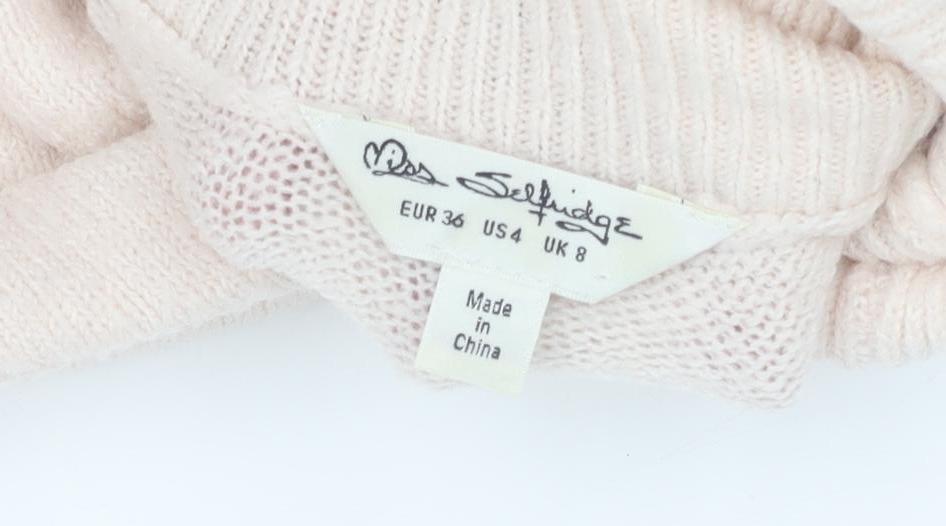 Miss Selfridge
EUR 36 US 4 UK 8
Made
in
China